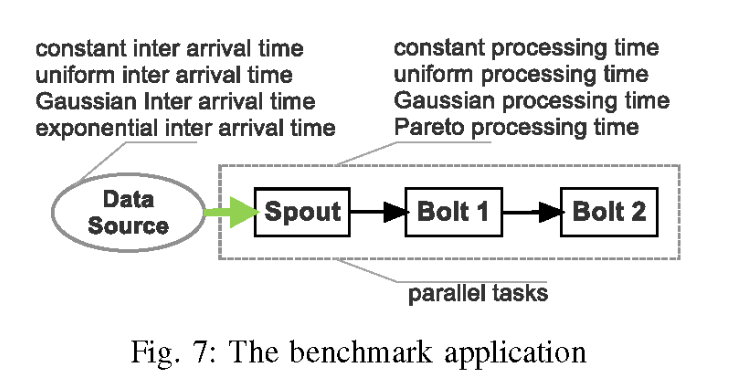 constant inter arrival time
uniform inter arrival time
Gaussian Inter arrival time
exponential inter arrival time
constant processing time
uniform processing time
Gaussian processing time
Pareto processing time
Data
Source
Spout
Bolt 1
Bolt 2
parallel tasks
Fig. 7: The benchmark application